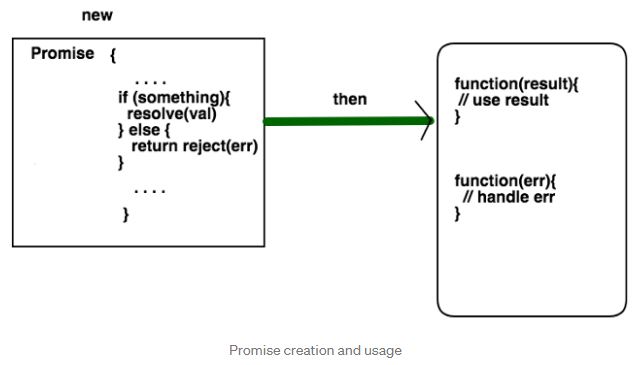 new
Promise {
. . . .
if (something){
resolve(val)
} else {
return reject(err)
}
. . . .
}
then
function(result){
// use result
}
function(err){
// handle err
}
Promise creation and usage